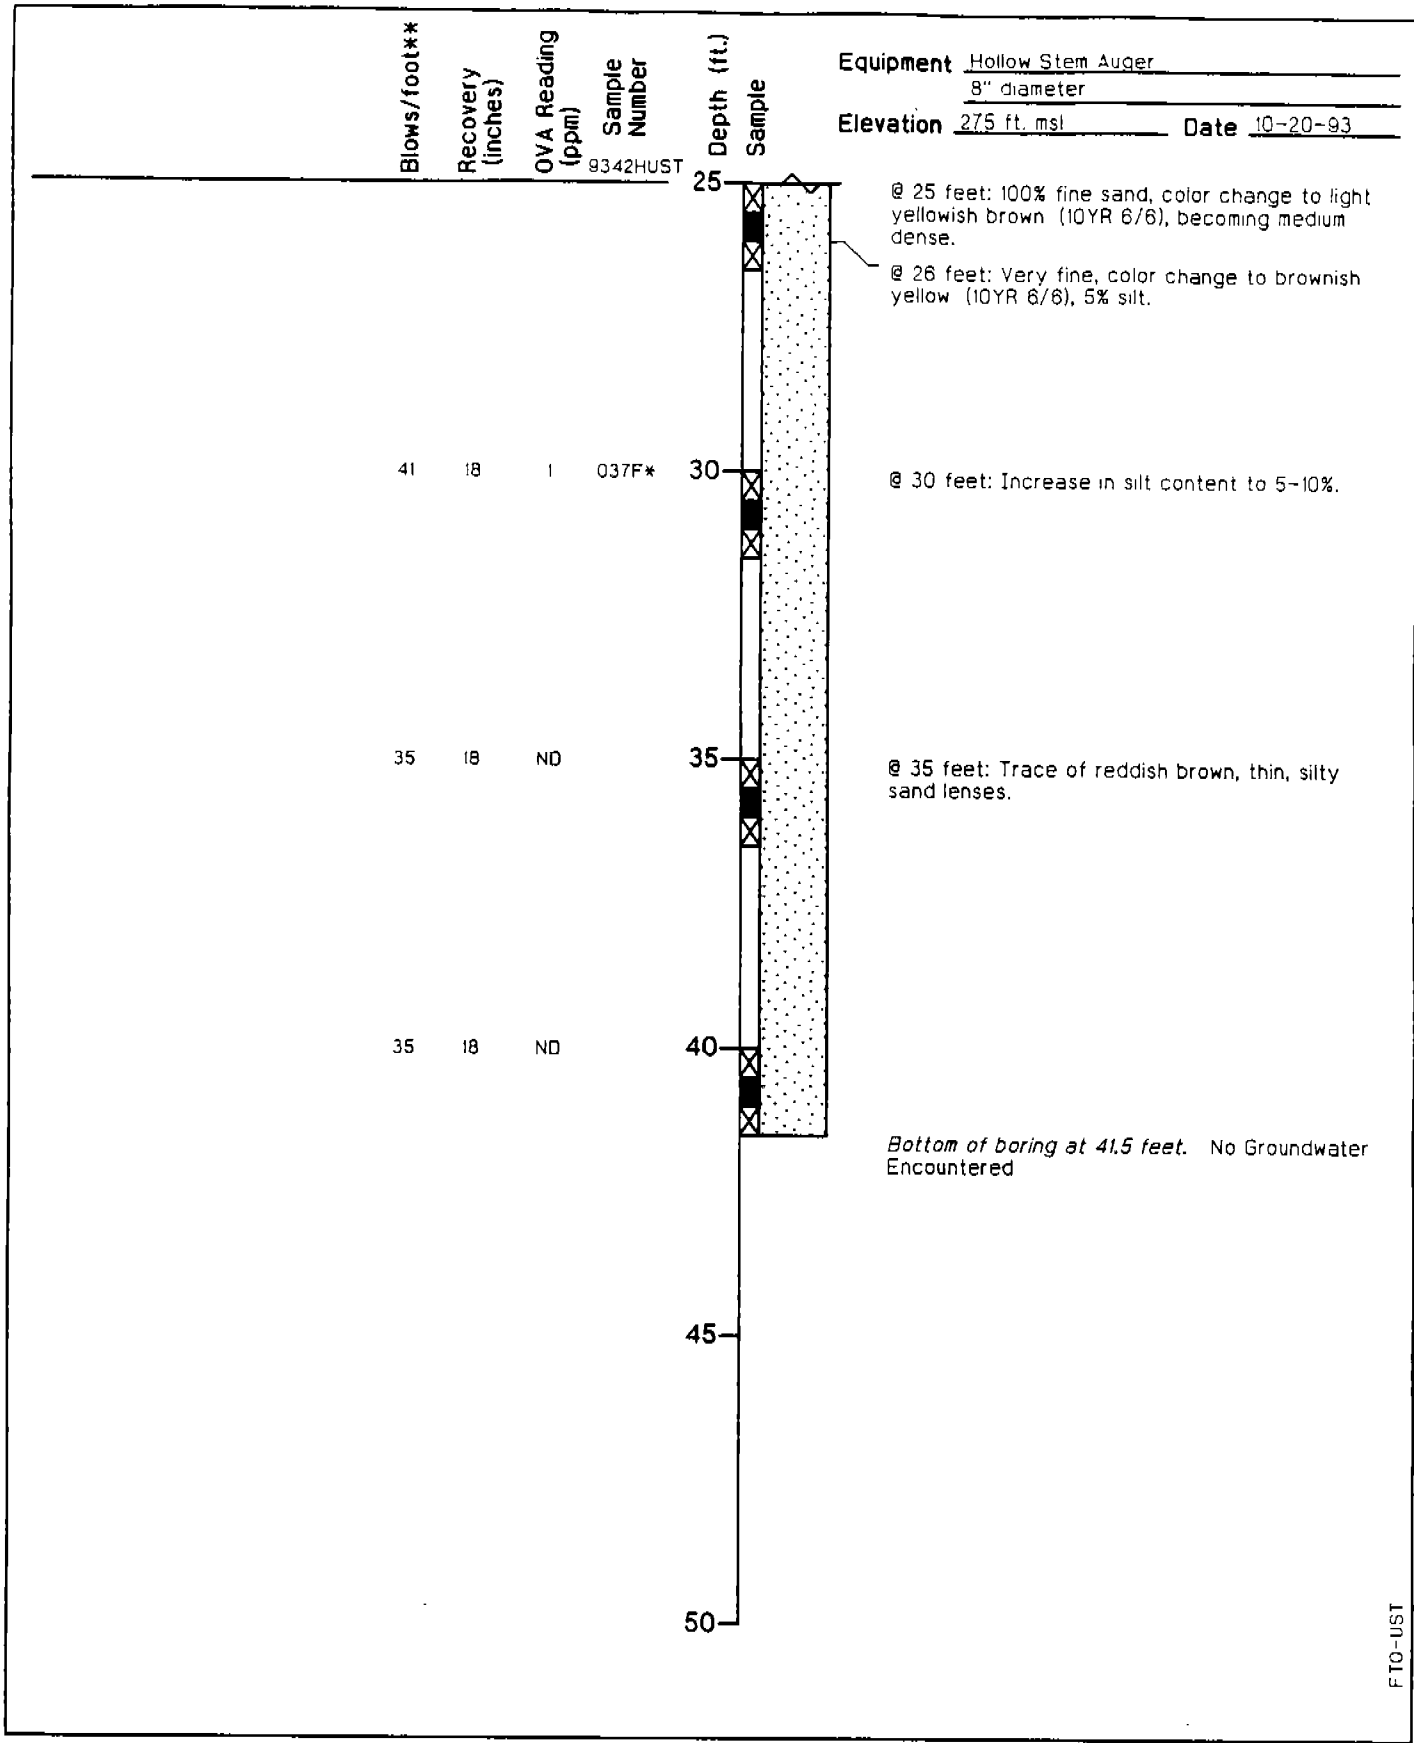 Blows/foot**
Recovery
(inches)
OVA Reading
(ppm)
Sample
Number
9342HUST
Depth (ft.)
Sample
Equipment Hollow Stem Auger
8" diameter
Elevation 275 ft. msl Date 10-20-93
25
@ 25 feet: 100% fine sand, color change to light
yellowish brown (10YR 6/6), becoming medium
dense.
@ 26 feet: Very fine, color change to brownish
yellow (10YR 6/6), 5% silt.
41 18 1 037F* 30
@ 30 feet: Increase in silt content to 5-10%.
35 18 ND 35
@ 35 feet: Trace of reddish brown, thin, silty
sand lenses.
35 18 ND 40
Bottom of boring at 41.5 feet. No Groundwater
Encountered
45
50
FTO-UST